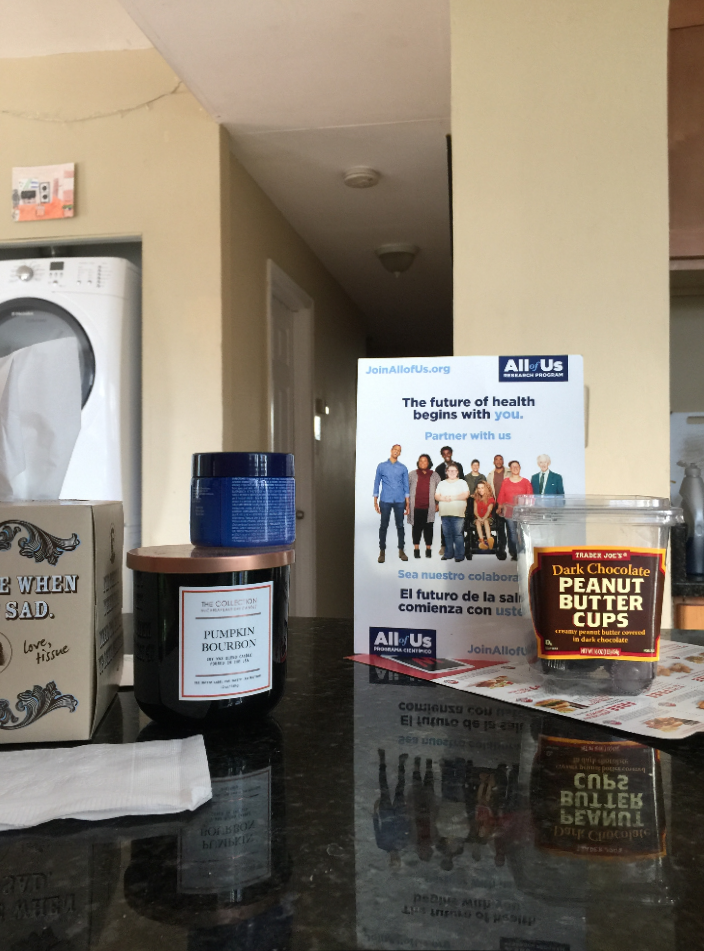 E WHEN
SAD.
love,
tissue
THE COLLECTION
PUMPKIN
BOURBON
JoinAllofUs.org
All of Us
RESEARCH PROGRAM
The future of health
begins with you.
Partner with us
Sea nuestro colabora
El futuro de la sal
comienza con uste
All of Us
PROGRAMA CIENTÍFICO
JoinAllofU
TRADER JOE'S
Dark Chocolate
PEANUT
BUTTER
CUPS
creamy peanut butter covered
in dark chocolate